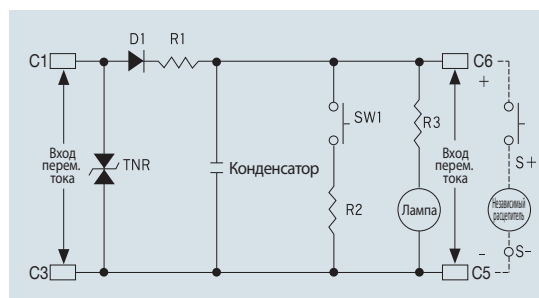 D1
R1
C1
C6
+
Вход
перем.
тока
TNR
Конденсатор
SW1
R2
R3
Лампа
Вход
перем.
тока
S+
Независимый
расцепитель
S-
-
C3
C5